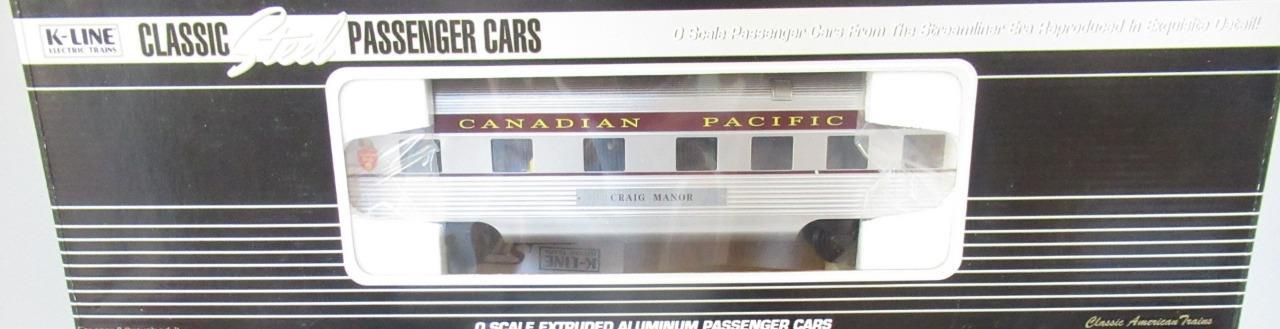 K-LINE
ELECTRIC TRAINS
CLASSIC Steel PASSENGER CARS
O Scale Passenger Cars From The Streamliner Era Reproduced In Exquisite Detail!
CANADIAN PACIFIC
CRAIG MANOR
K-LINE
O SCALE EXTRUDED ALUMINUM PASSENGER CARS
Classic American Trains